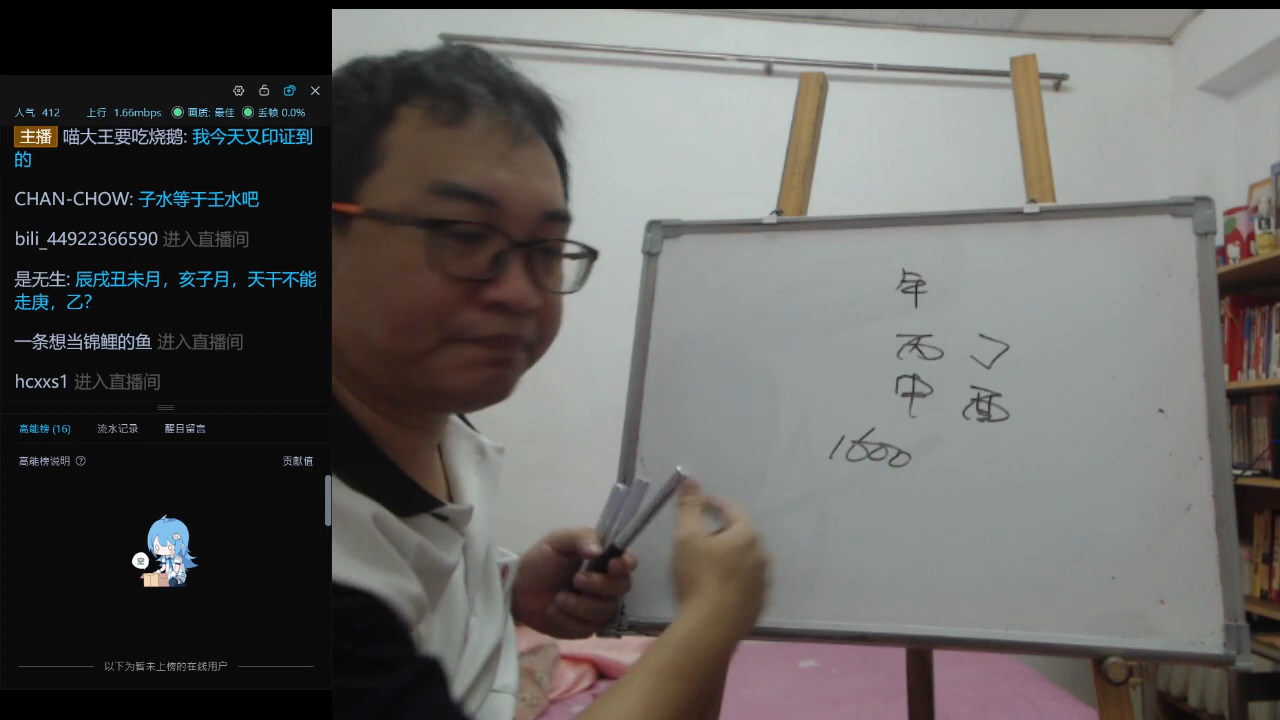 人气 412 上行 1.66mbps 画质: 最佳 丢帧 0.0%
主播 喵大王要吃烧鹅: 我今天又印证到
的
CHAN-CHOW: 子水等于壬水吧
bili_44922366590 进入直播间
是无生: 辰戌丑未月，亥子月，天干不能
走庚，乙？
一条想当锦鲤的鱼 进入直播间
hcxxs1 进入直播间
高能榜 (16) 流水记录 醒目留言
高能榜说明 ? 贡献值
空
以下为暂未上榜的在线用户
年
丙 丁
申 酉
1600